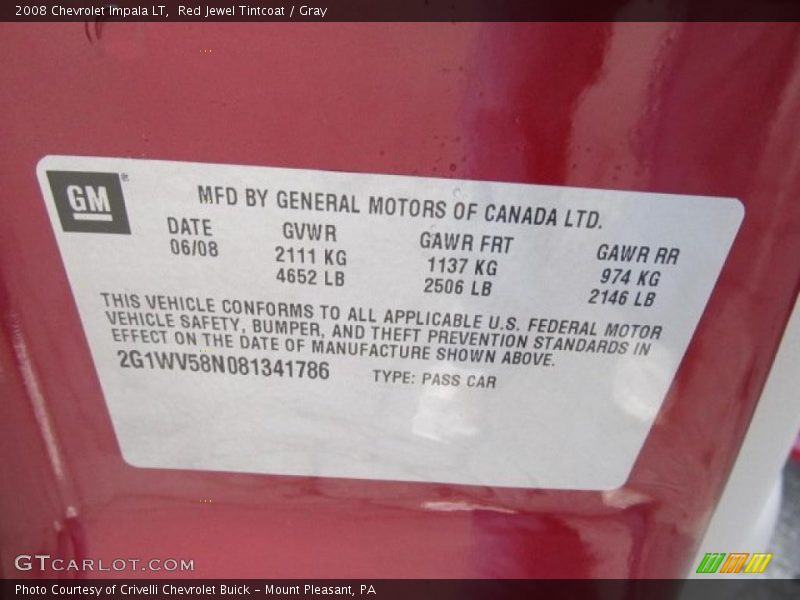 2008 Chevrolet Impala LT,  Red Jewel Tintcoat / Gray
GM
®
MFD BY GENERAL MOTORS OF CANADA LTD.
DATE GVWR GAWR FRT GAWR RR
06/08 2111 KG 1137 KG 974 KG
4652 LB 2506 LB 2146 LB
THIS VEHICLE CONFORMS TO ALL APPLICABLE U.S. FEDERAL MOTOR
VEHICLE SAFETY, BUMPER, AND THEFT PREVENTION STANDARDS IN
EFFECT ON THE DATE OF MANUFACTURE SHOWN ABOVE.
2G1WV58N081341786 TYPE: PASS CAR
GTCARLOT.COM
Photo Courtesy of Crivelli Chevrolet Buick - Mount Pleasant, PA